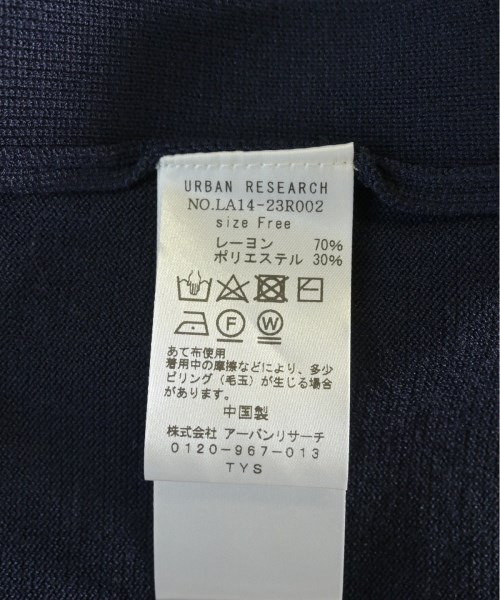 URBAN RESEARCH
NO.LA14-23R002
size Free
レーヨン 70%
ポリエステル 30%
F W
あて布使用
着用中の摩擦などにより、多少
ピリング(毛玉)が生じる場合
があります。
中国製
株式会社 アーバンリサーチ
0120-967-013
TYS